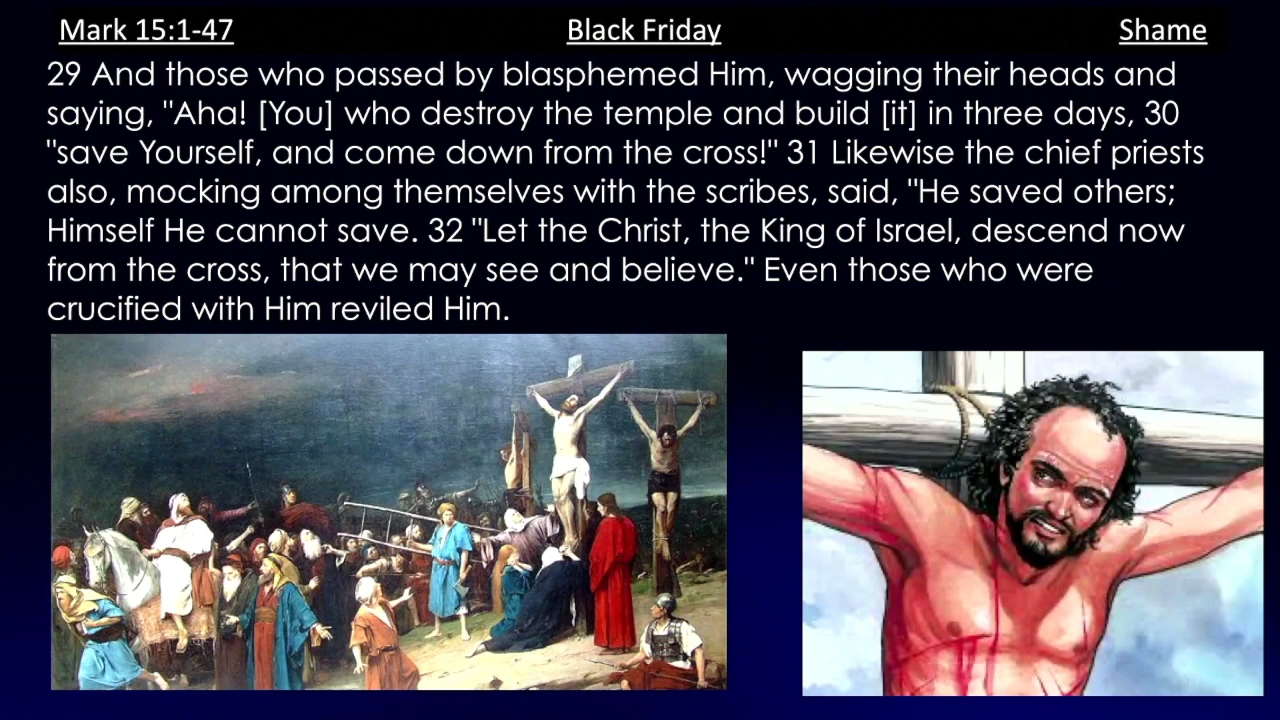 Mark 15:1-47 Black Friday Shame
29 And those who passed by blasphemed Him, wagging their heads and
saying, "Aha! [You] who destroy the temple and build [it] in three days, 30
"save Yourself, and come down from the cross!" 31 Likewise the chief priests
also, mocking among themselves with the scribes, said, "He saved others;
Himself He cannot save. 32 "Let the Christ, the King of Israel, descend now
from the cross, that we may see and believe." Even those who were
crucified with Him reviled Him.